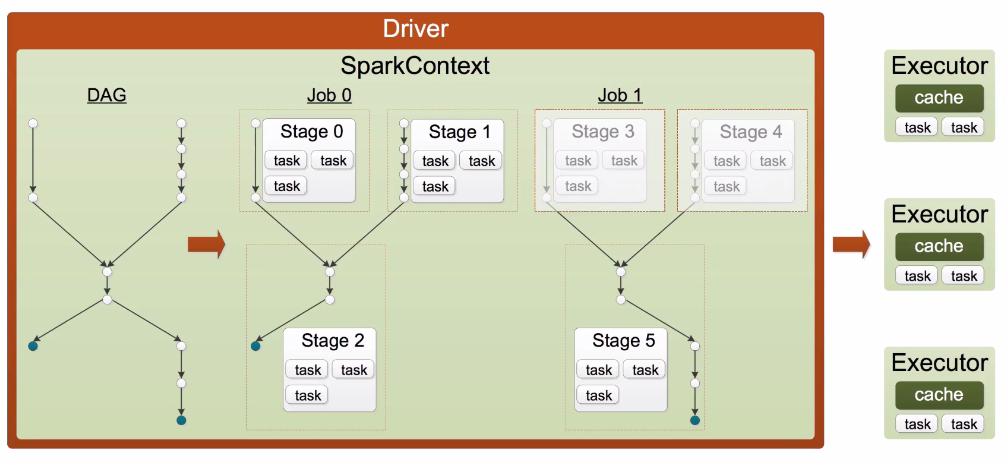 Driver
SparkContext
DAG
Job 0
Job 1
Stage 0
task task
task
Stage 1
task task
task
Stage 3
task task
task
Stage 4
task task
task
Stage 2
task task
task
Stage 5
task task
task
Executor
cache
task task
Executor
cache
task task
Executor
cache
task task